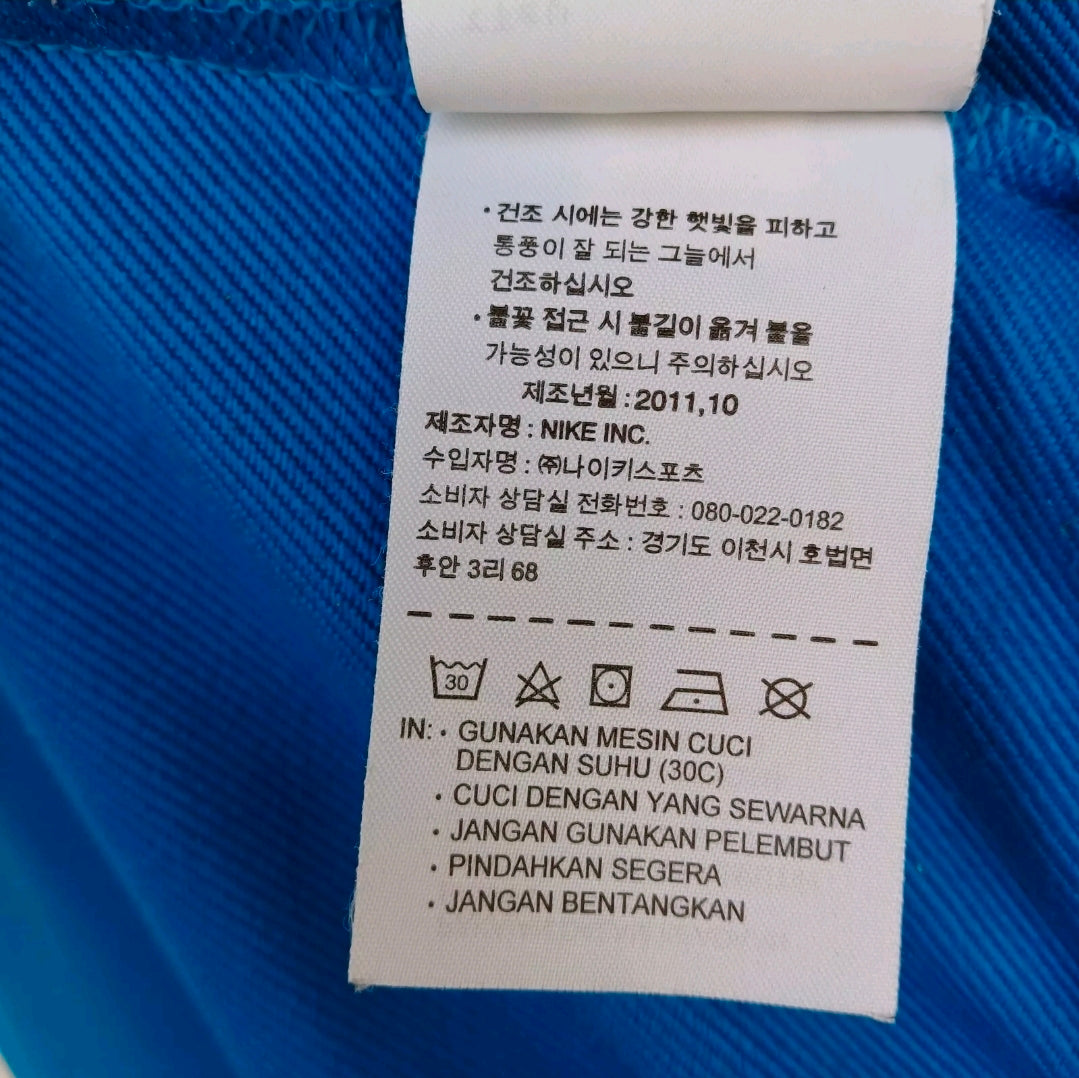 · 건조 시에는 강한 햇빛을 피하고
통풍이 잘 되는 그늘에서
건조하십시오
· 불꽃 접근 시 불길이 옮겨 붙을
가능성이 있으니 주의하십시오
제조년월 : 2011,10
제조자명 : NIKE INC.
수입자명 : ㈜나이키스포츠
소비자 상담실 전화번호 : 080-022-0182
소비자 상담실 주소 : 경기도 이천시 호법면
후안 3리 68
30
IN: · GUNAKAN MESIN CUCI
DENGAN SUHU (30C)
· CUCI DENGAN YANG SEWARNA
· JANGAN GUNAKAN PELEMBUT
· PINDAHKAN SEGERA
· JANGAN BENTANGKAN